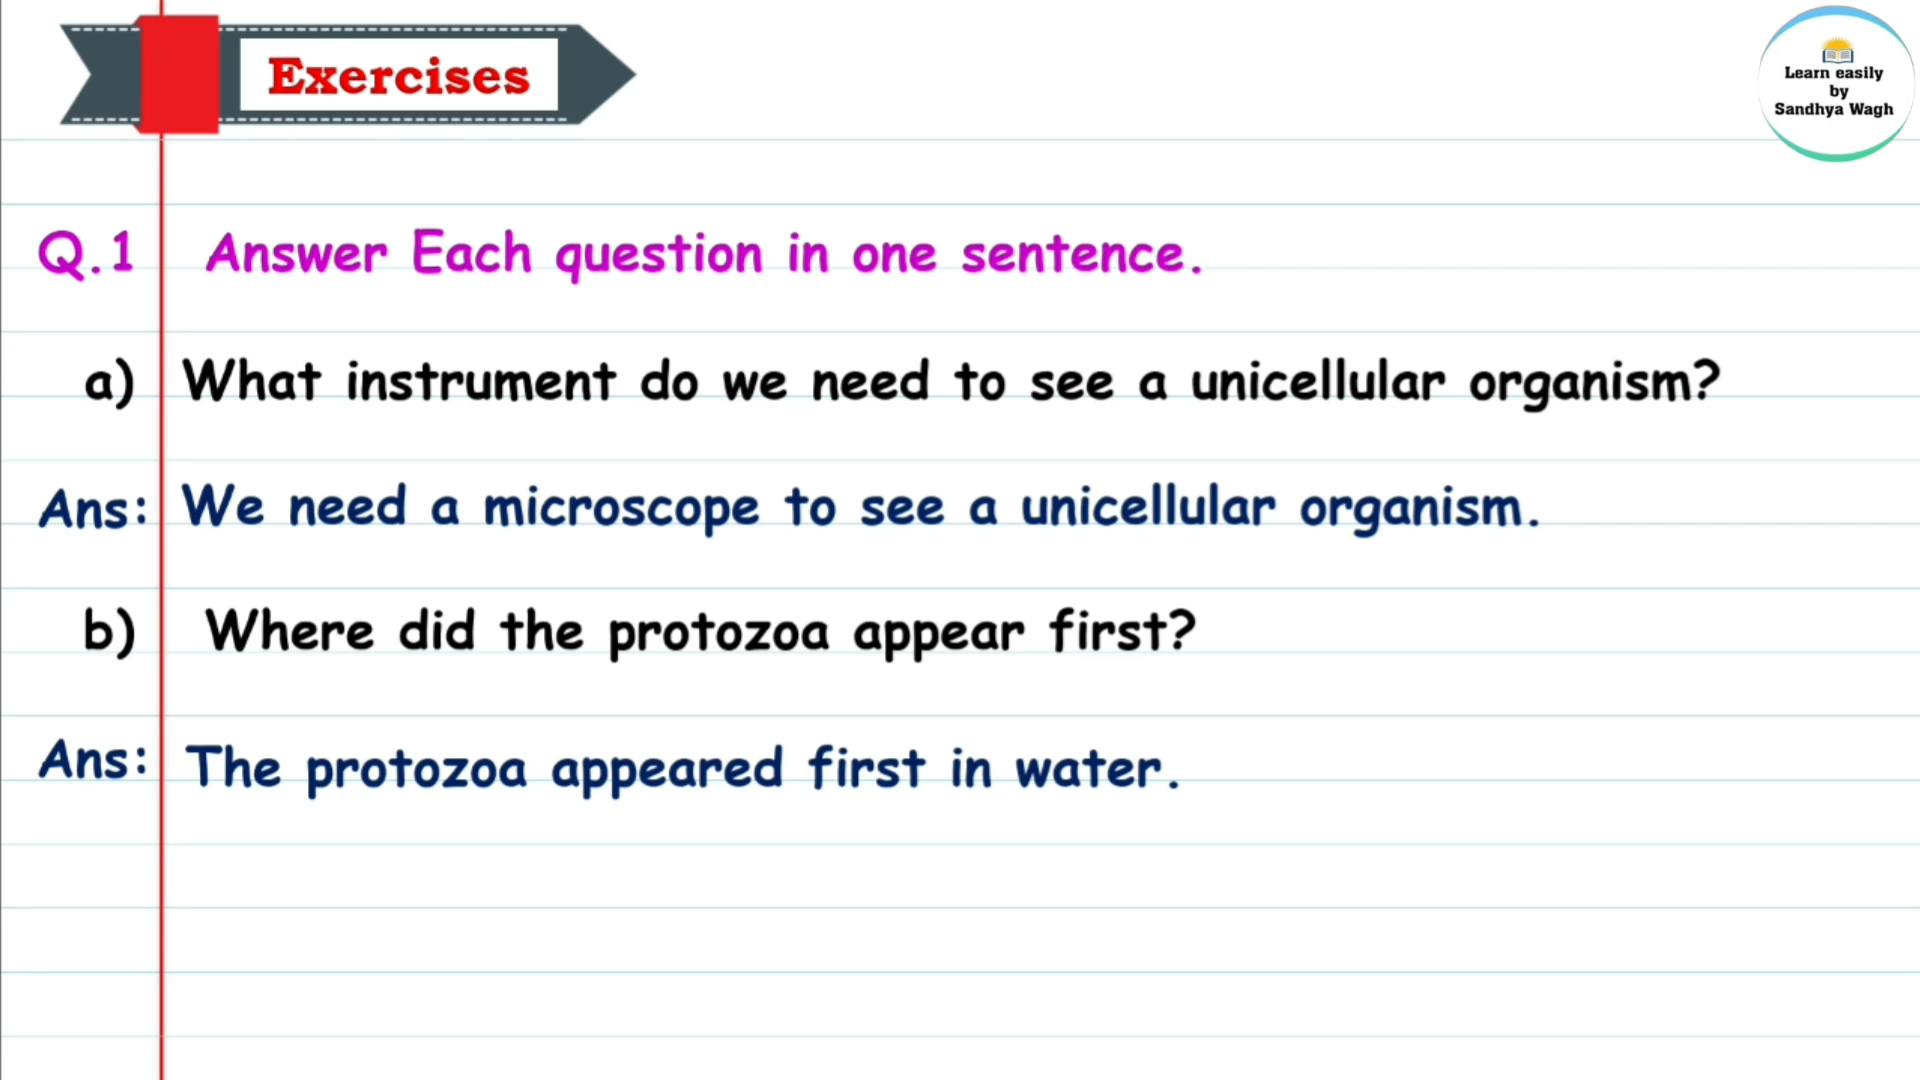 Exercises
Learn easily
by
Sandhya Wagh
Q.1 Answer Each question in one sentence.
a) What instrument do we need to see a unicellular organism?
Ans: We need a microscope to see a unicellular organism.
b) Where did the protozoa appear first?
Ans: The protozoa appeared first in water.